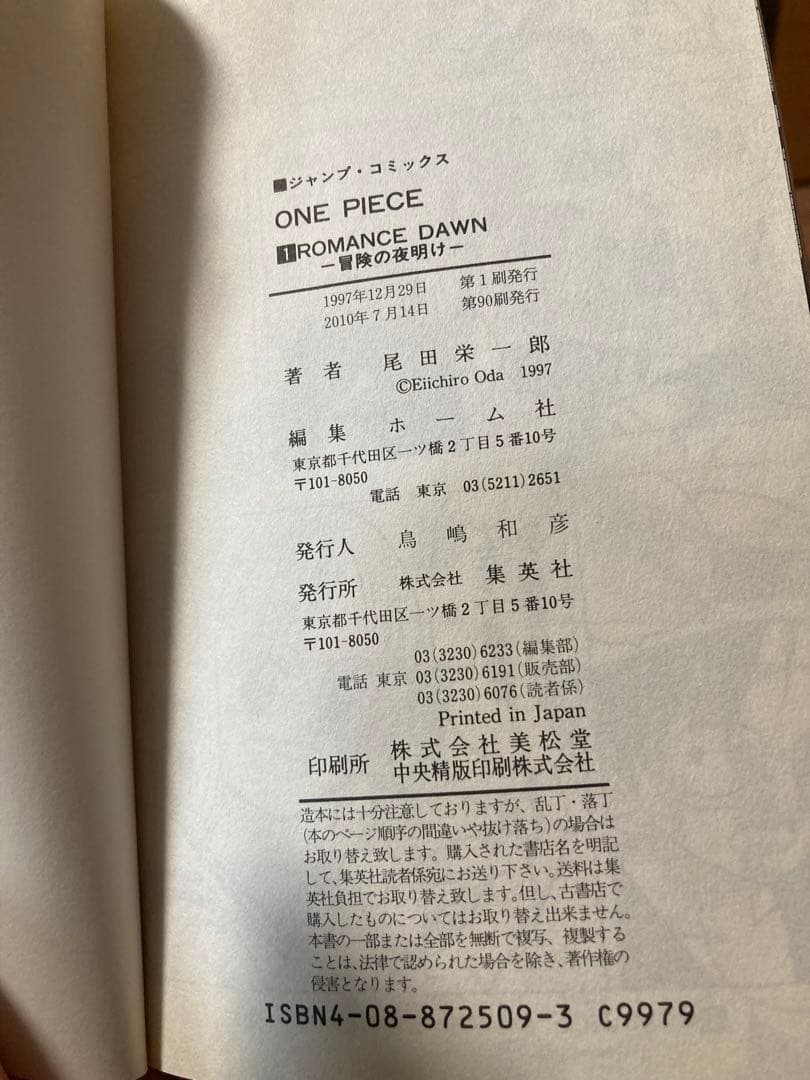 ■ジャンプ・コミックス
ONE PIECE
1 ROMANCE DAWN
―冒険の夜明け―
1997年12月29日 第1刷発行
2010年7月14日 第90刷発行
著者 尾田栄一郎
©Eiichiro Oda 1997
編集 ホーム社
東京都千代田区一ツ橋2丁目5番10号
〒101-8050
電話 東京 03(5211)2651
発行人 鳥嶋和彦
発行所 株式会社 集英社
東京都千代田区一ツ橋2丁目5番10号
〒101-8050
03(3230)6233(編集部)
電話 東京 03(3230)6191(販売部)
03(3230)6076(読者係)
Printed in Japan
印刷所 株式会社美松堂
中央精版印刷株式会社
造本には十分注意しておりますが、乱丁・落丁
(本のページ順序の間違いや抜け落ち)の場合は
お取り替え致します。購入された書店名を明記
して、集英社読者係宛にお送り下さい。送料は集
英社負担でお取り替え致します。但し、古書店で
購入したものについてはお取り替え出来ません。
本書の一部または全部を無断で複写、複製する
ことは、法律で認められた場合を除き、著作権の
侵害となります。
ISBN4-08-872509-3 C9979